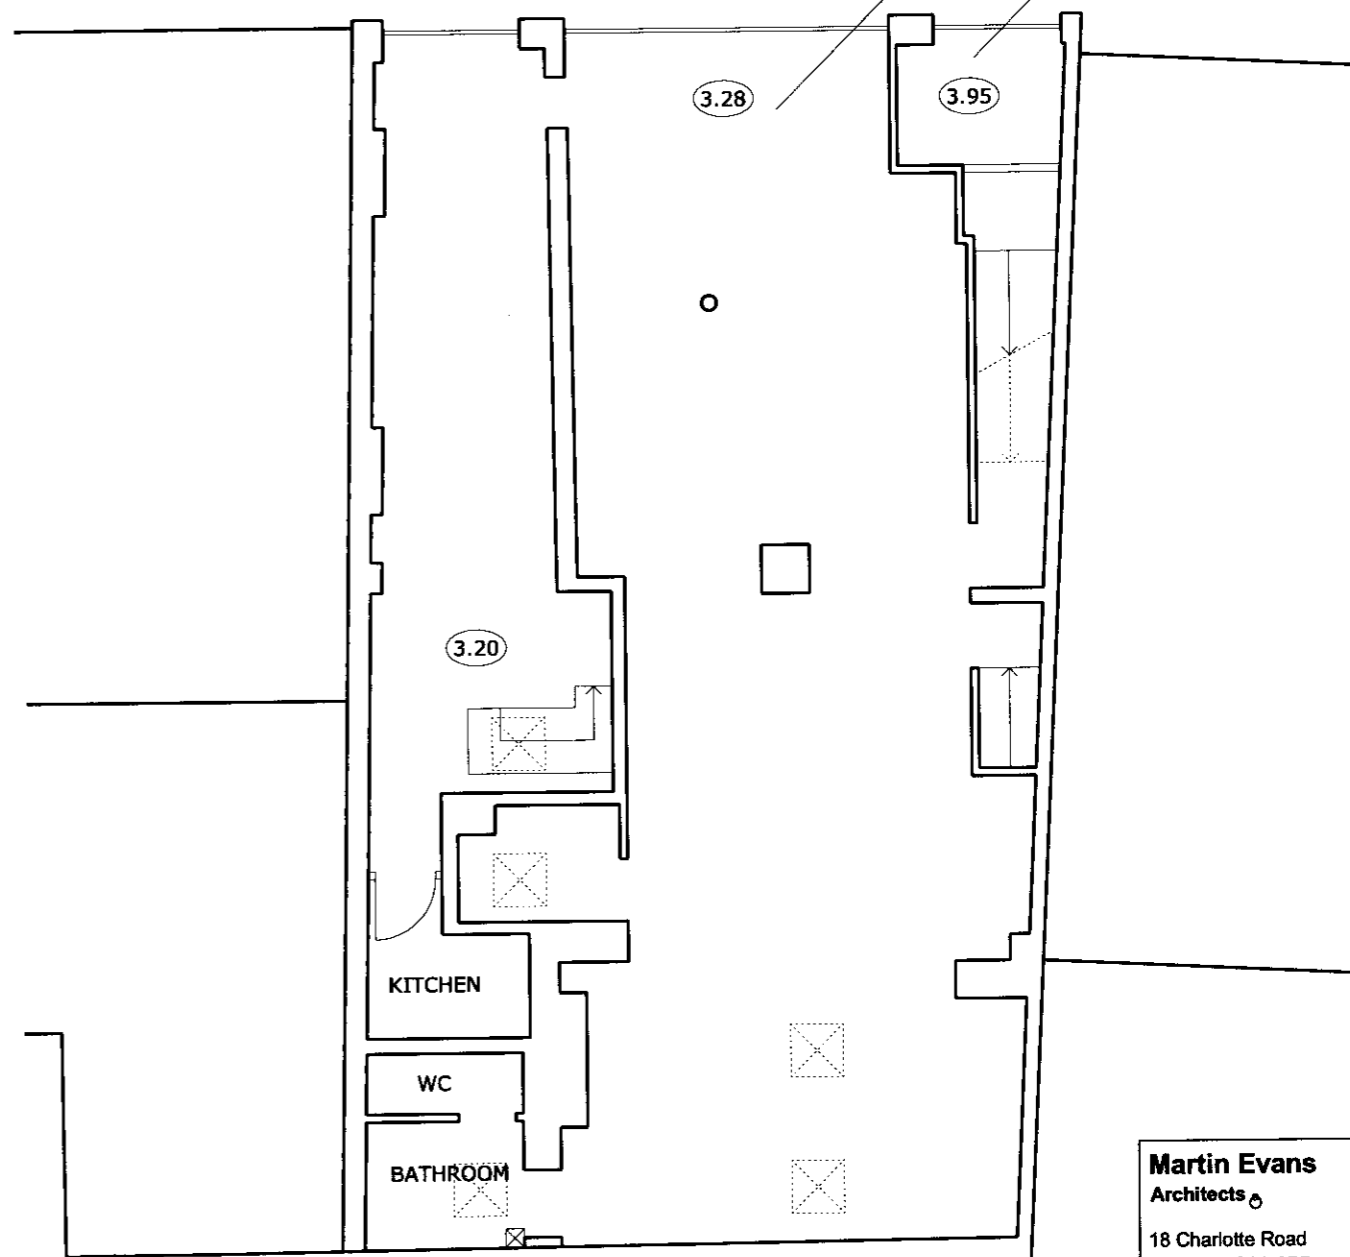 3.28
3.95
3.20
KITCHEN
WC
BATHROOM
Martin Evans
Architects
18 Charlotte Road